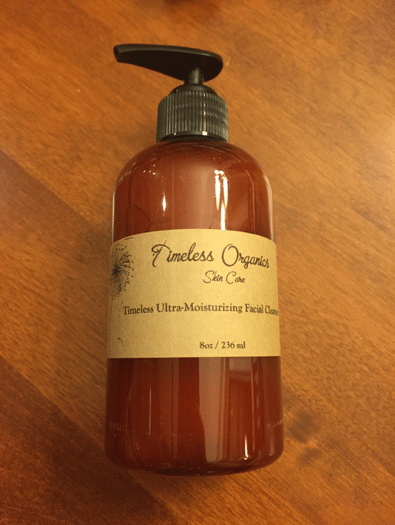 Timeless Organics
Skin Care
Timeless Ultra-Moisturizing Facial
8oz / 236 ml